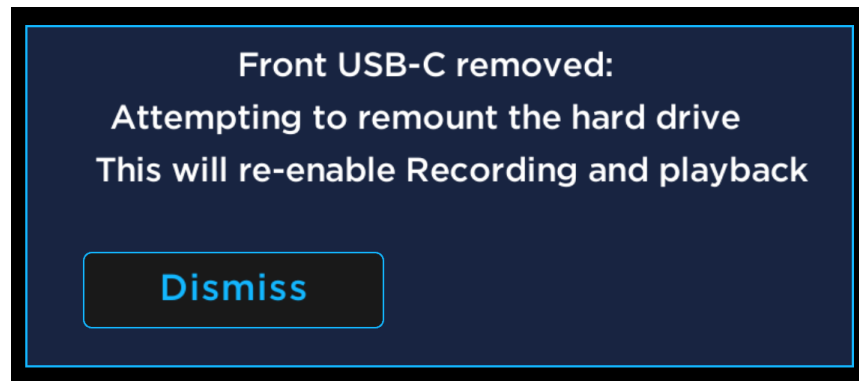 Front USB-C removed:
Attempting to remount the hard drive
This will re-enable Recording and playback
Dismiss